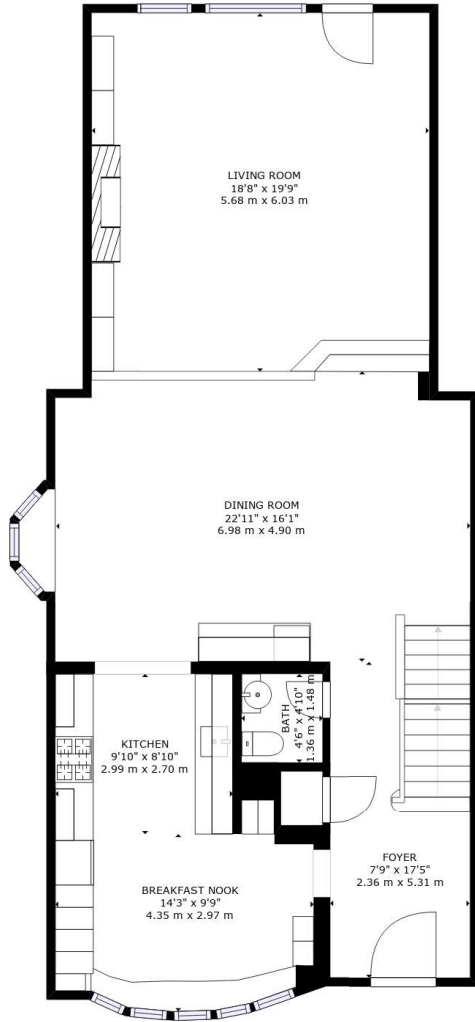 LIVING ROOM
18'8" x 19'9"
5.68 m x 6.03 m
DINING ROOM
22'11" x 16'1"
6.98 m x 4.90 m
BATH
4'6" x 4'10"
1.36 m x 1.48 m
KITCHEN
9'10" x 8'10"
2.99 m x 2.70 m
FOYER
7'9" x 17'5"
2.36 m x 5.31 m
BREAKFAST NOOK
14'3" x 9'9"
4.35 m x 2.97 m